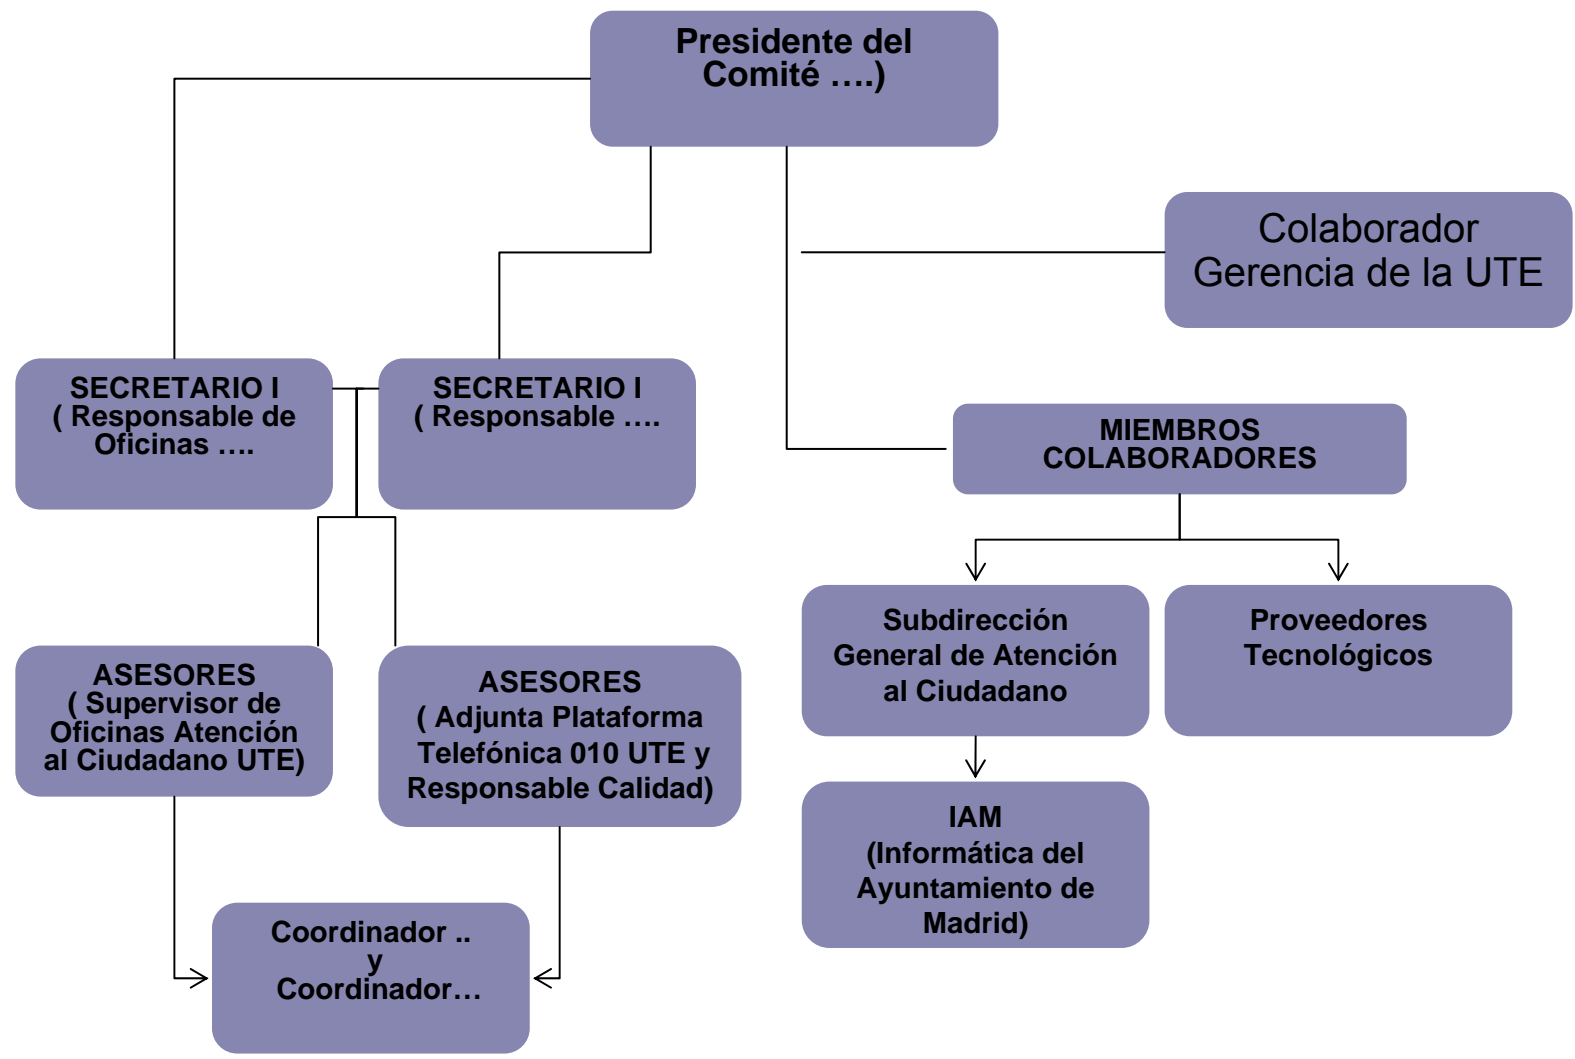 Presidente del
Comité ....)
Colaborador
Gerencia de la UTE
SECRETARIO I
( Responsable de
Oficinas ....
SECRETARIO I
( Responsable ....
MIEMBROS
COLABORADORES
Subdirección
General de Atención
al Ciudadano
Proveedores
Tecnológicos
ASESORES
( Supervisor de
Oficinas Atención
al Ciudadano UTE)
ASESORES
( Adjunta Plataforma
Telefónica 010 UTE y
Responsable Calidad)
IAM
(Informática del
Ayuntamiento de
Madrid)
Coordinador ..
y
Coordinador...